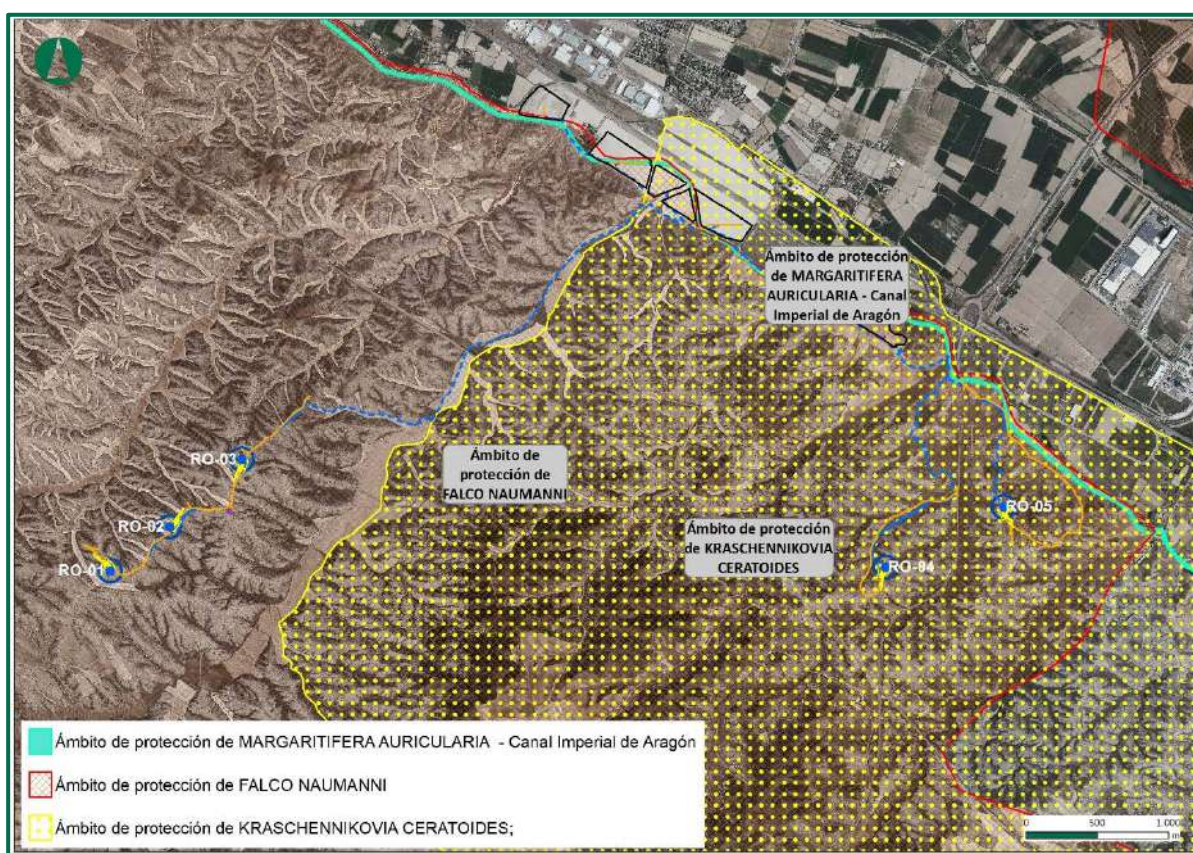 Ámbito de protección
de MARGARITIFERA
AURICULARIA - Canal
Imperial de Aragón
RO-03
Ámbito de
protección de
FALCO NAUMANNI
RO-05
RO-02
Ámbito de protección
de KRASCHENNIKOVIA
CERATOIDES
RO-04
RO-01
Ámbito de protección de MARGARITIFERA AURICULARIA - Canal Imperial de Aragón
Ámbito de protección de FALCO NAUMANNI
Ámbito de protección de KRASCHENNIKOVIA CERATOIDES;
0 500 1.000
m